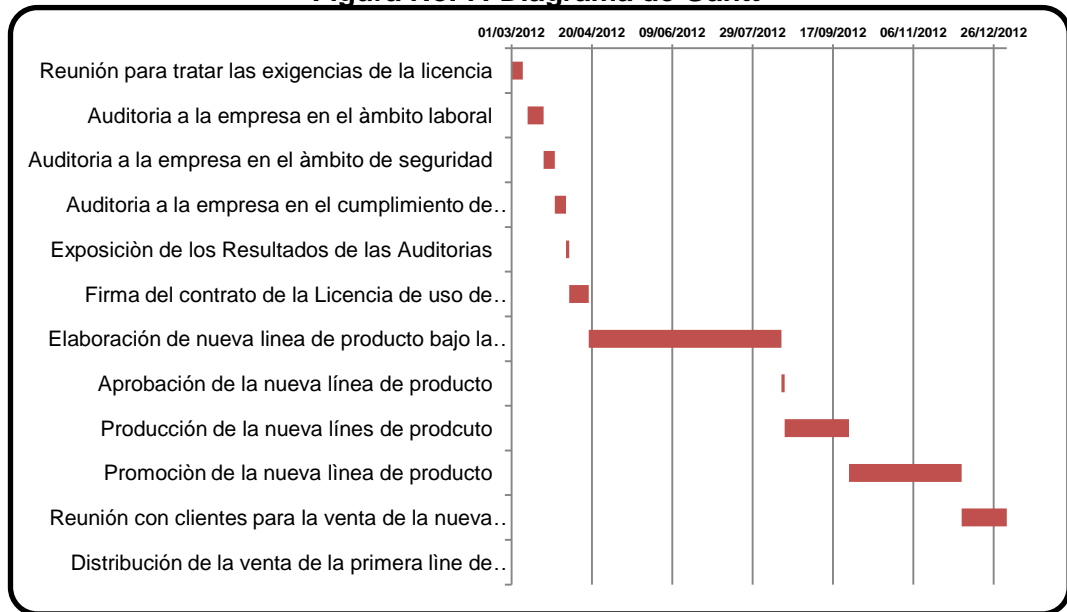 01/03/2012 20/04/2012 09/06/2012 29/07/2012 17/09/2012 06/11/2012 26/12/2012
Reunión para tratar las exigencias de la licencia
Auditoria a la empresa en el àmbito laboral
Auditoria a la empresa en el àmbito de seguridad
Auditoria a la empresa en el cumplimiento de..
Exposiciòn de los Resultados de las Auditorias
Firma del contrato de la Licencia de uso de..
Elaboración de nueva linea de producto bajo la..
Aprobación de la nueva línea de producto
Producción de la nueva línes de prodcuto
Promociòn de la nueva lìnea de producto
Reunión con clientes para la venta de la nueva..
Distribución de la venta de la primera lìne de..